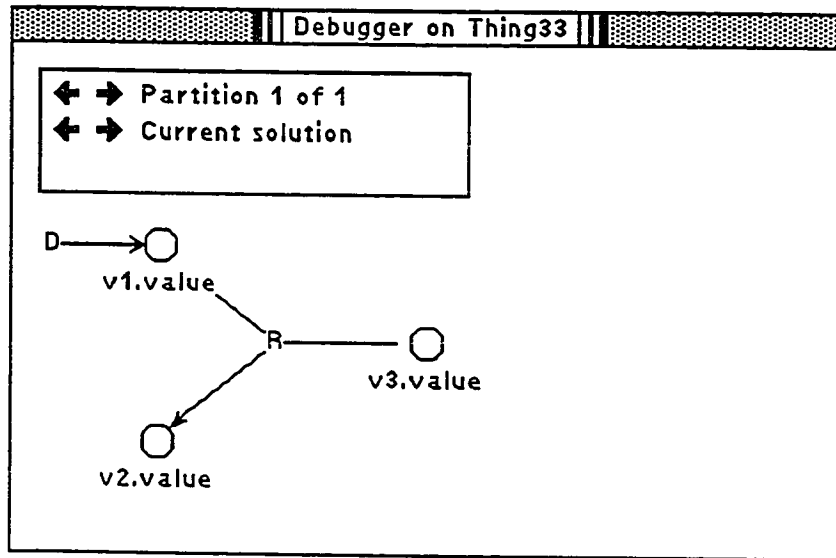 Debugger on Thing33
Partition 1 of 1
Current solution
D
v1.value
R
v3.value
v2.value